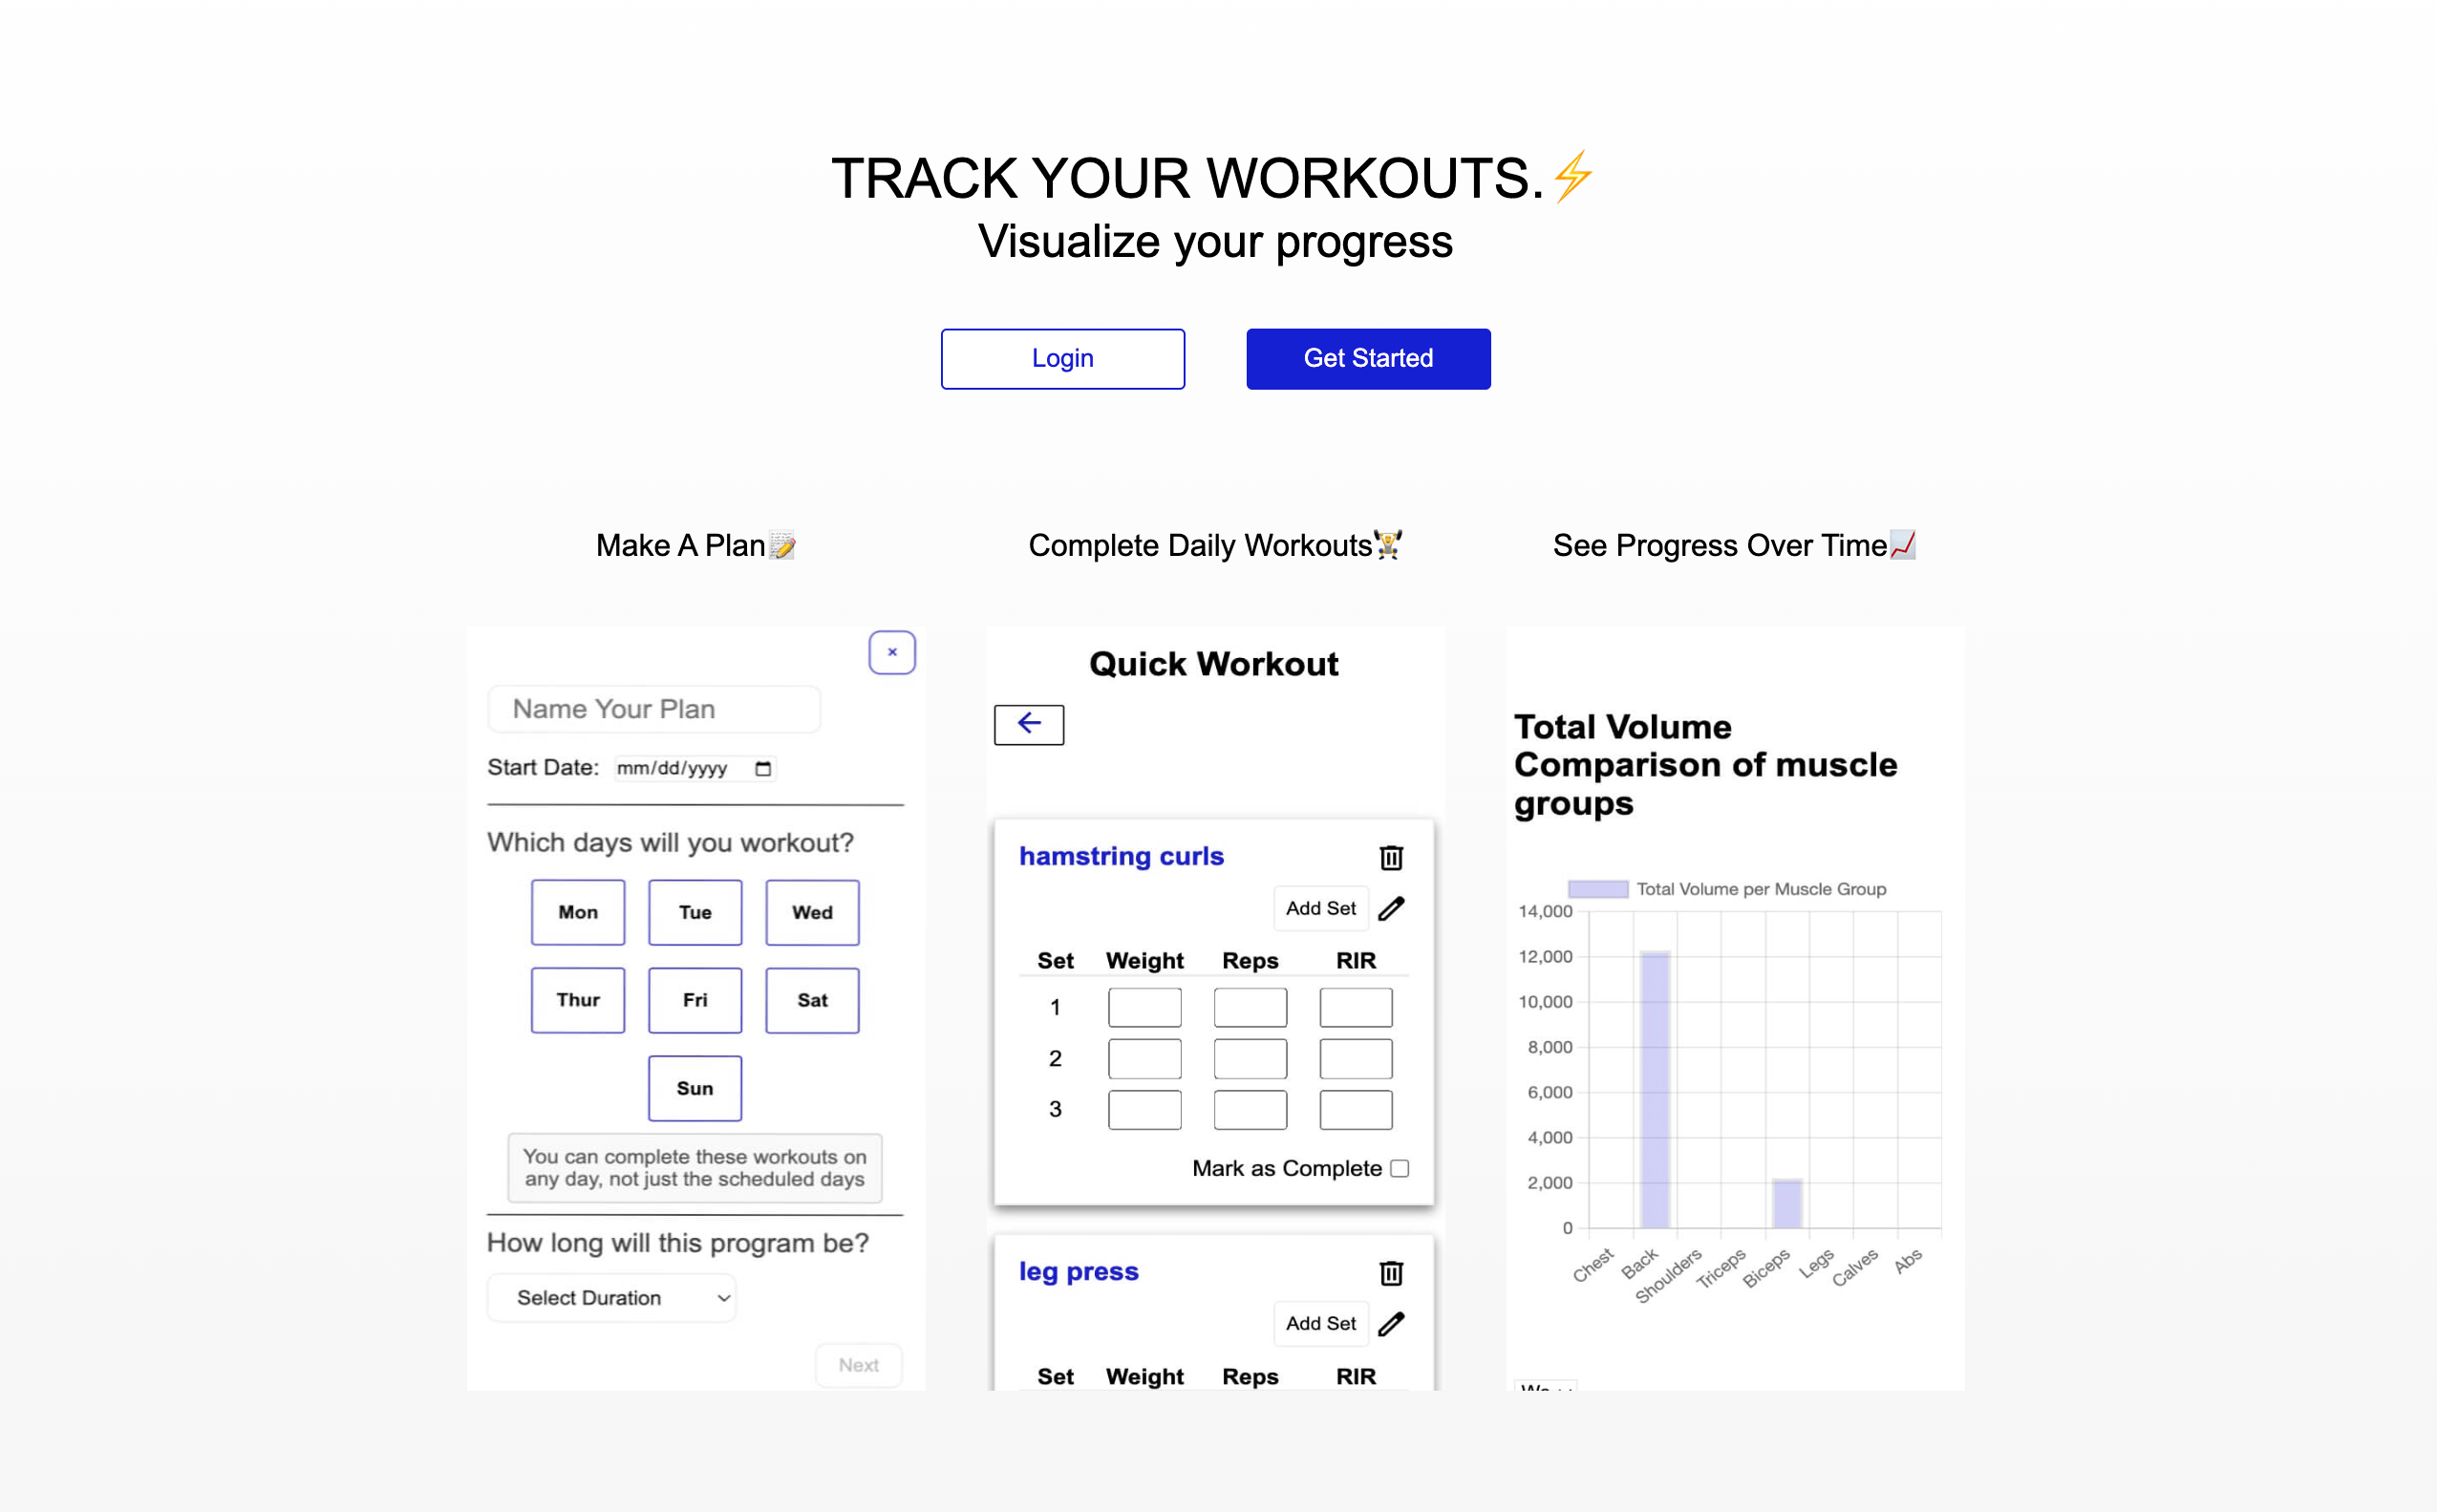 TRACK YOUR WORKOUTS.⚡
Visualize your progress
Login
Get Started
Make A Plan📝
Complete Daily Workouts🏋
See Progress Over Time📈
×
Name Your Plan
Start Date: mm/dd/yyyy
Which days will you workout?
Mon Tue Wed
Thur Fri Sat
Sun
You can complete these workouts on
any day, not just the scheduled days
How long will this program be?
Select Duration
Next
Quick Workout
hamstring curls
Add Set
Set Weight Reps RIR
1
2
3
Mark as Complete
leg press
Add Set
Set Weight Reps RIR
Total Volume
Comparison of muscle
groups
Total Volume per Muscle Group
14,000
12,000
10,000
8,000
6,000
4,000
2,000
0
Chest Back Shoulders Triceps Biceps Legs Calves Abs